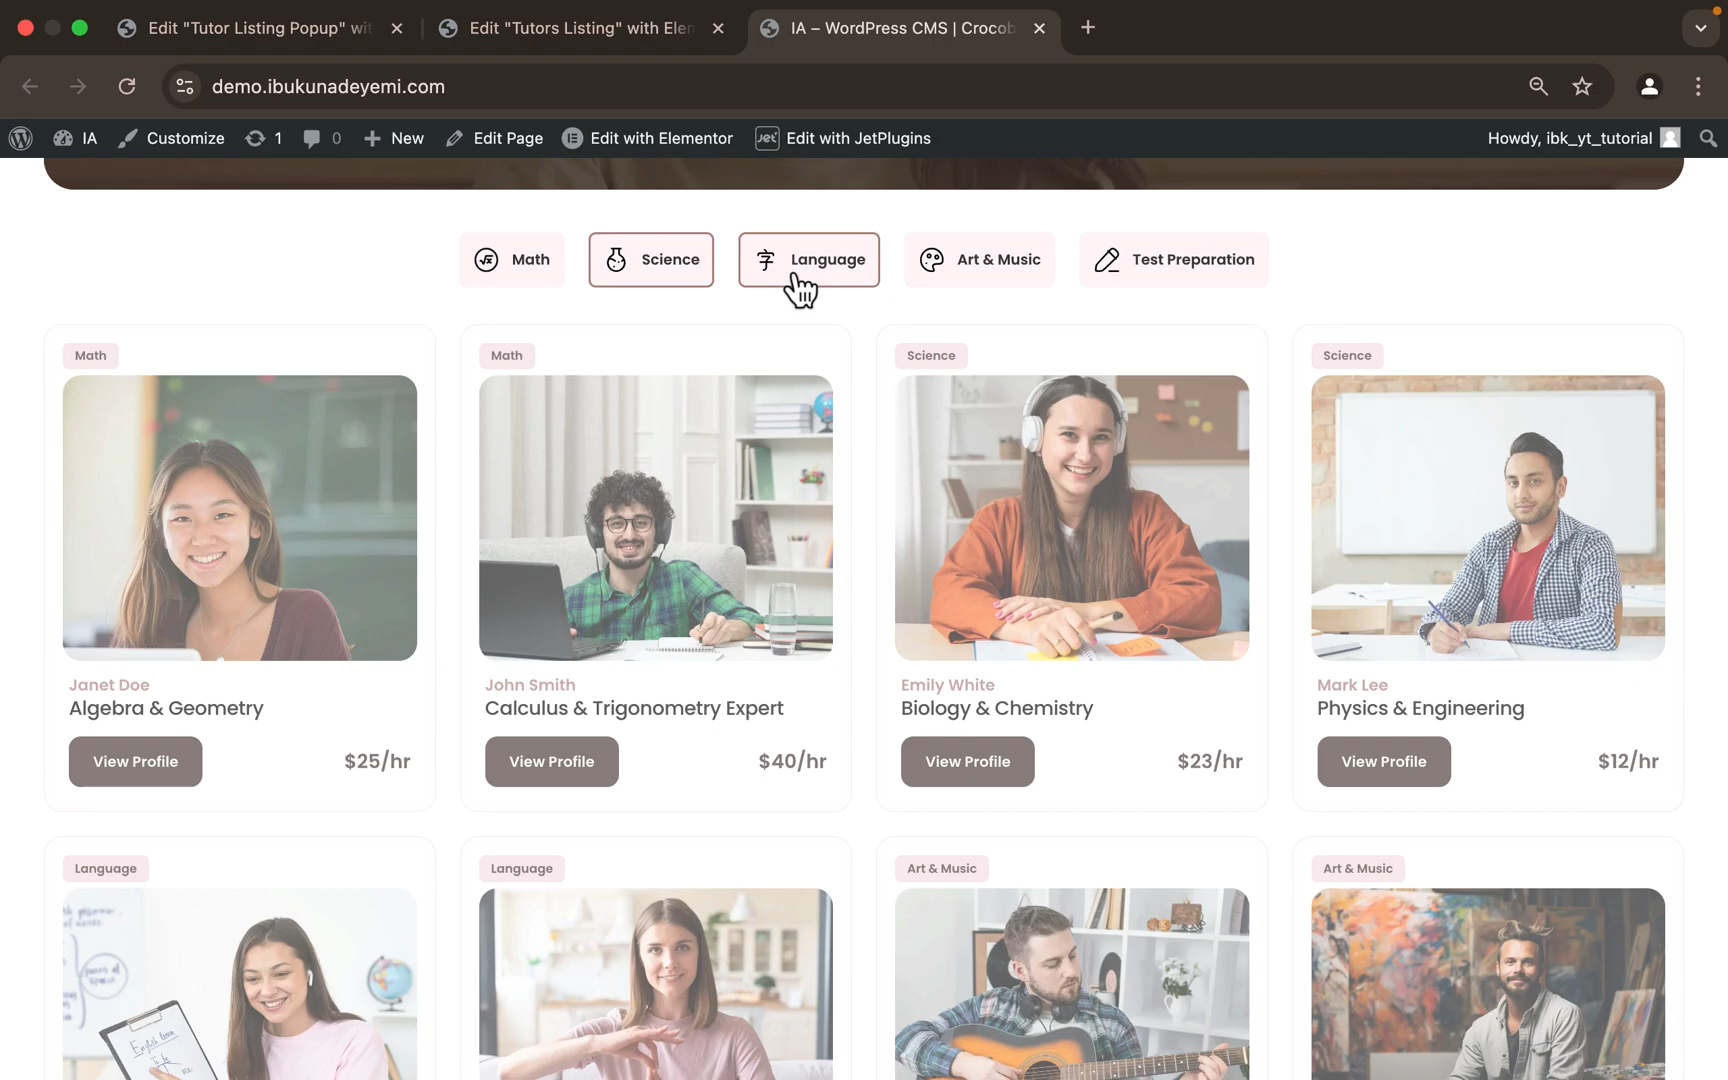 Edit "Tutor Listing Popup" wit
Edit "Tutors Listing" with Elen
IA – WordPress CMS | Crocob
demo.ibukunadeyemi.com
IA
Customize
1
0
New
Edit Page
Edit with Elementor
Jet
Edit with JetPlugins
Howdy, ibk_yt_tutorial
Math
Science
字 Language
Art & Music
Test Preparation
Math
Math
Science
Science
Janet Doe
Algebra & Geometry
View Profile
$25/hr
John Smith
Calculus & Trigonometry Expert
View Profile
$40/hr
Emily White
Biology & Chemistry
View Profile
$23/hr
Mark Lee
Physics & Engineering
View Profile
$12/hr
Language
Language
Art & Music
Art & Music